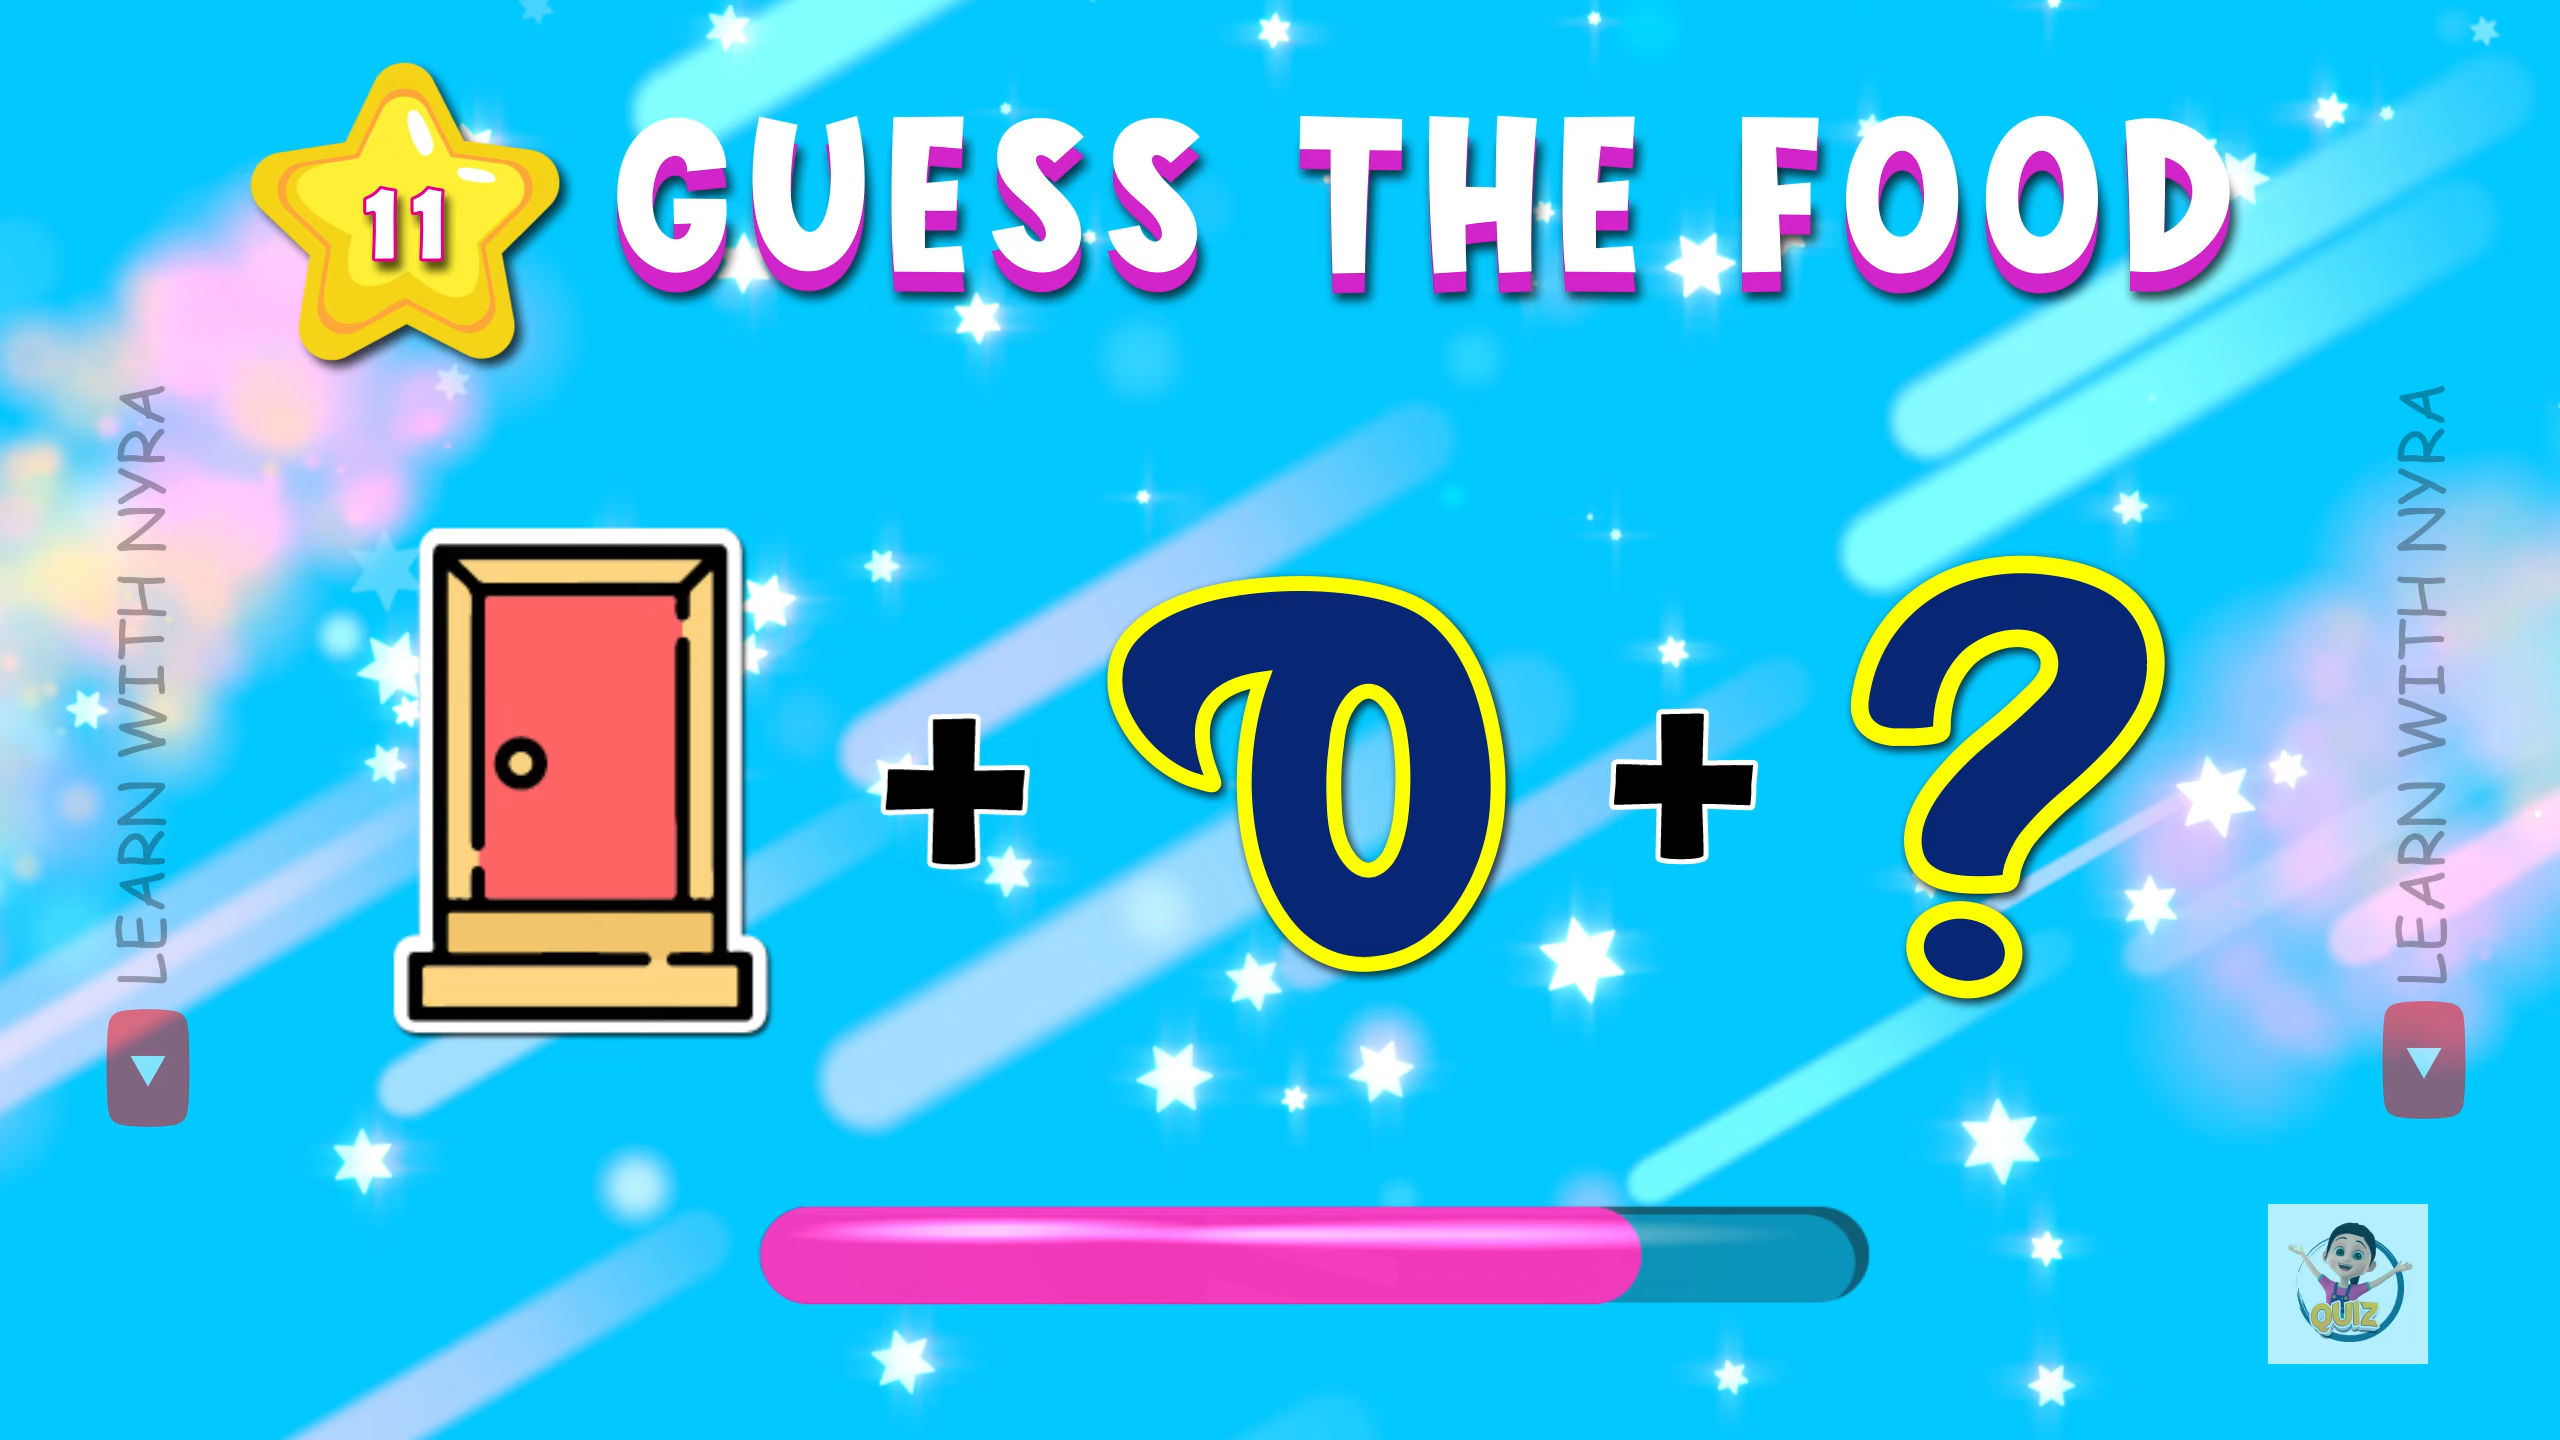 11
GUESS THE FOOD
LEARN WITH NYRA
LEARN WITH NYRA
+
+ ?
QUIZ